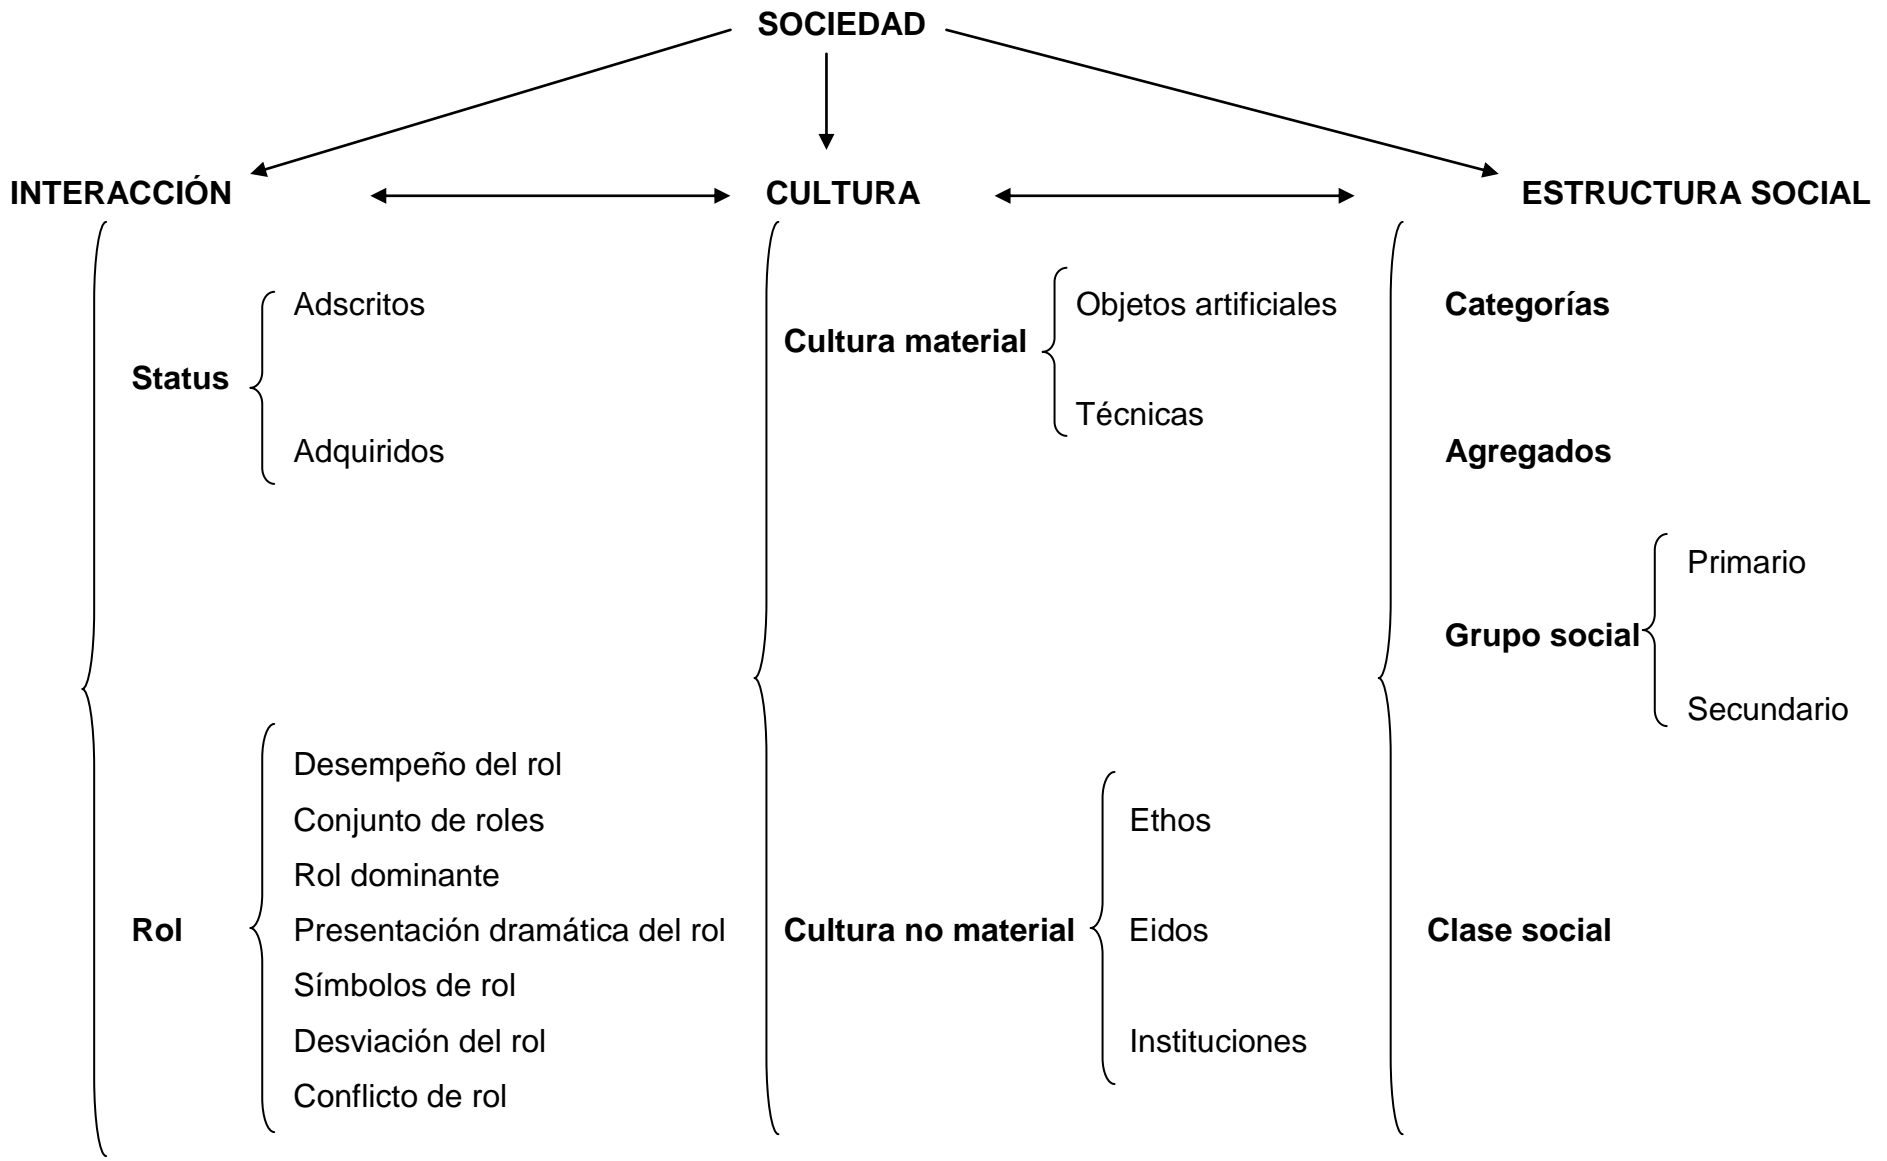 SOCIEDAD
INTERACCIÓN
CULTURA
ESTRUCTURA SOCIAL
Status
Adscritos
Adquiridos
Rol
Desempeño del rol
Conjunto de roles
Rol dominante
Presentación dramática del rol
Símbolos de rol
Desviación del rol
Conflicto de rol
Cultura material
Objetos artificiales
Técnicas
Cultura no material
Ethos
Eidos
Instituciones
Categorías
Agregados
Grupo social
Primario
Secundario
Clase social